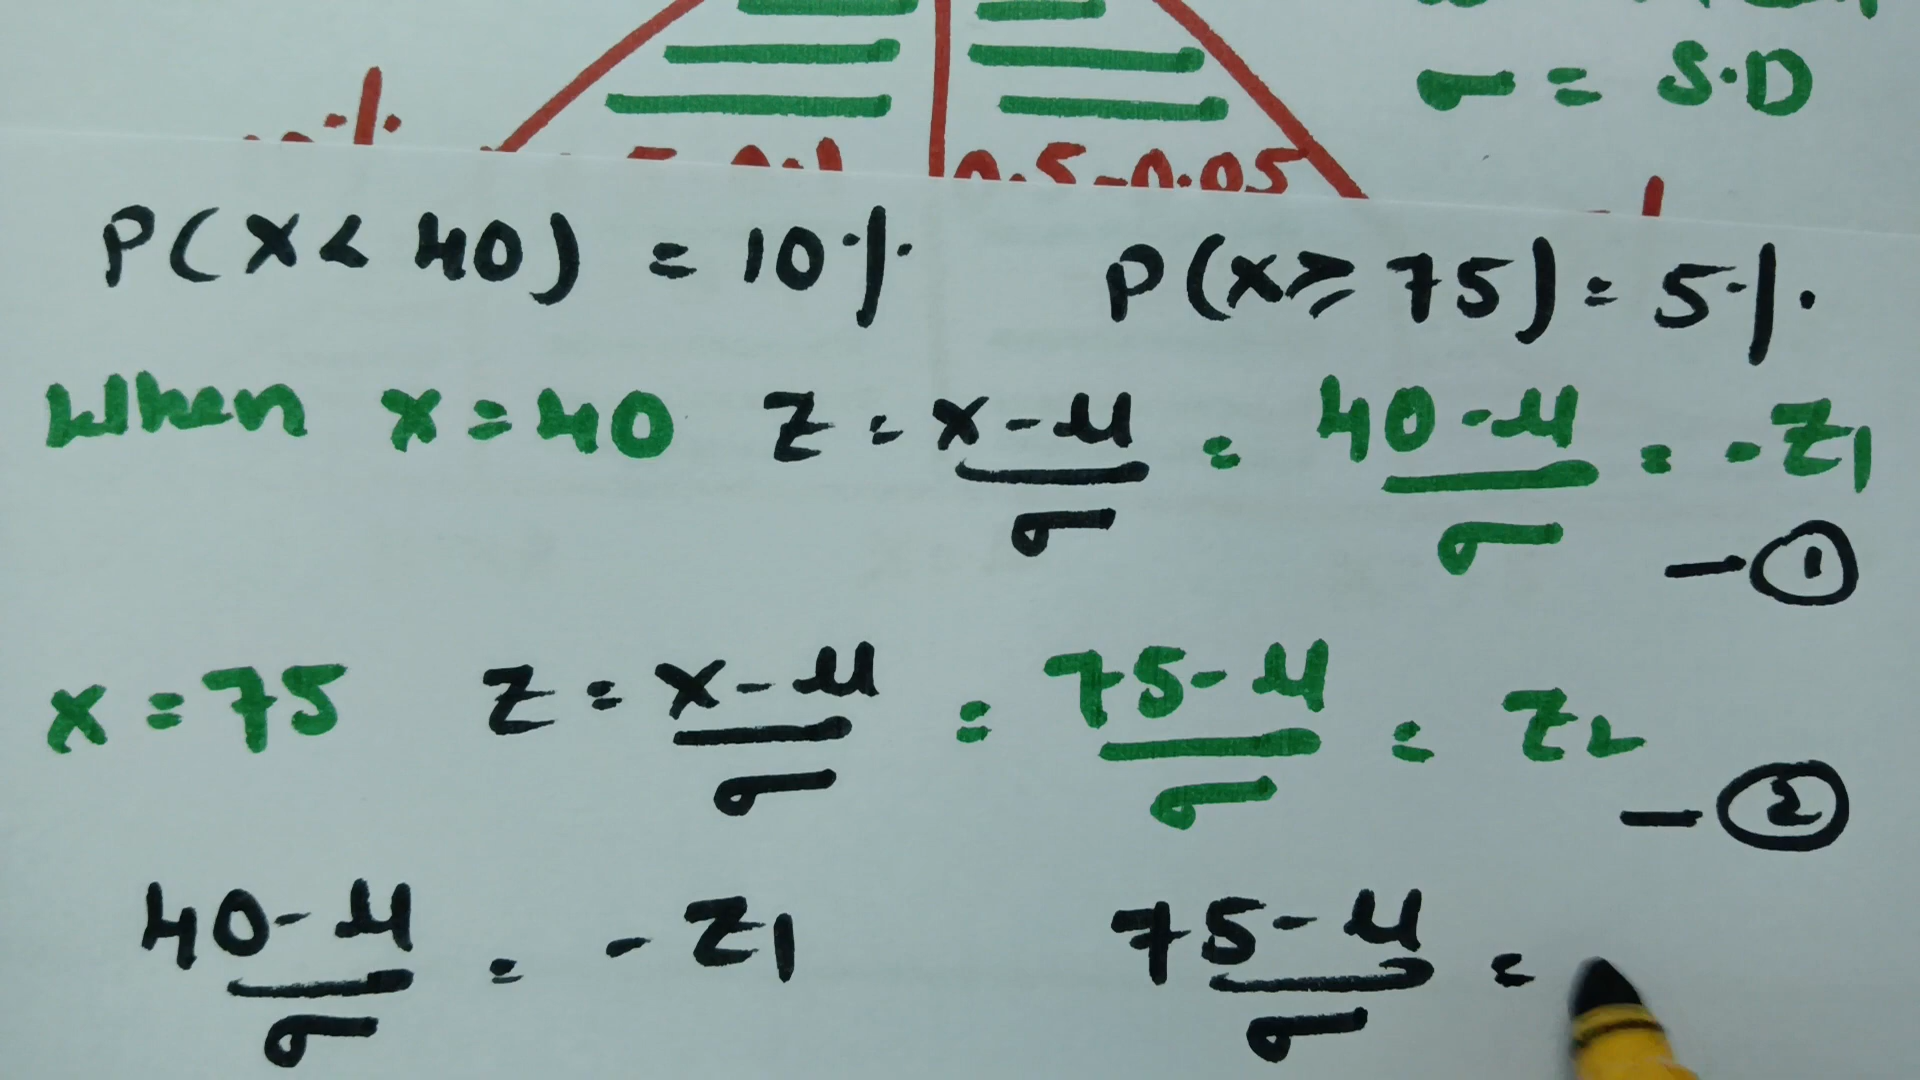 σ = S.D
0.5-0.05
P(X< 40) = 10% P(X≥ 75) = 5%
When X=40 Z = X-μ/σ = 40-μ/σ = -Z1 -①
X=75 Z = X-μ/σ = 75-μ/σ = Z2 -②
40-μ/σ = -Z1 75-μ/σ =